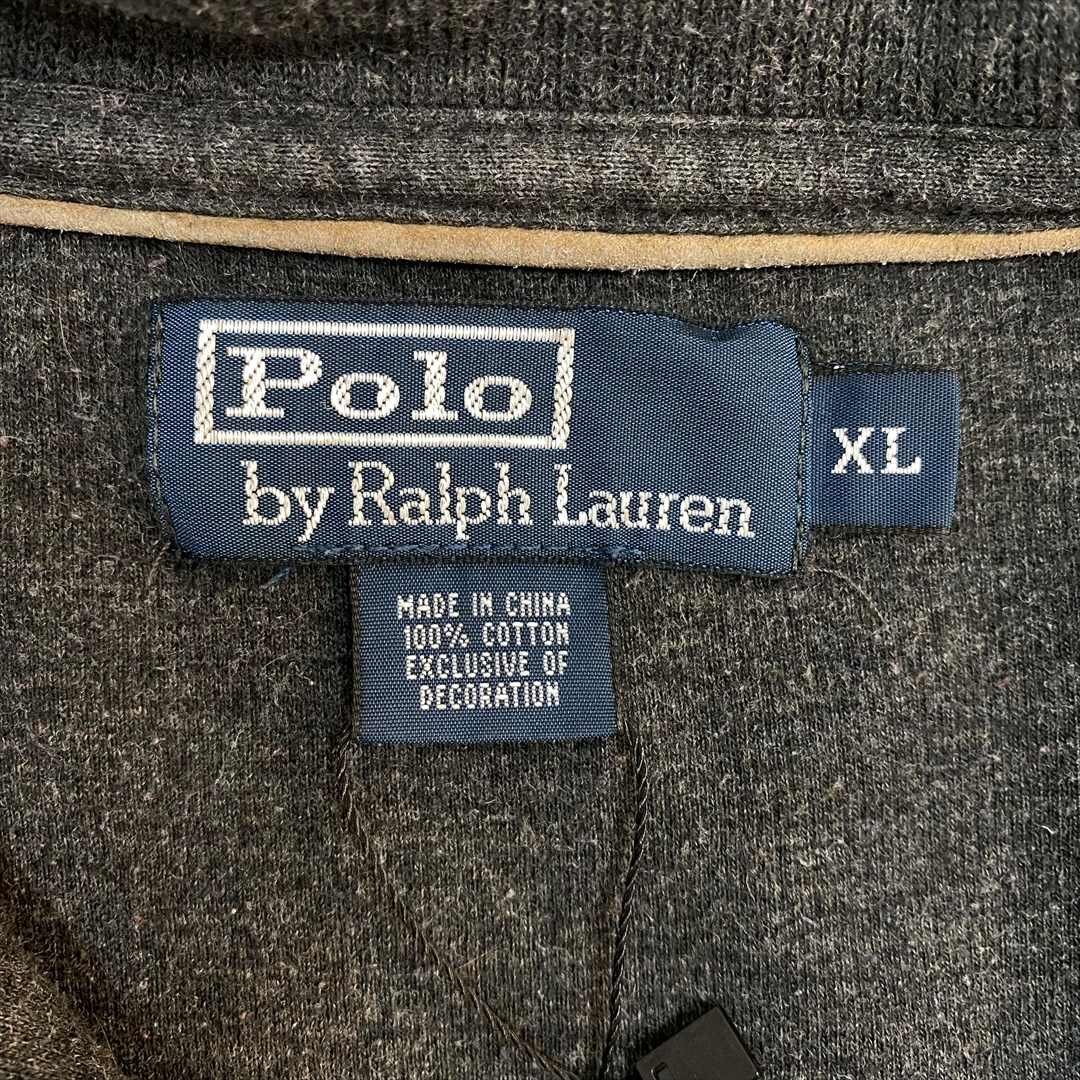 Polo
by Ralph Lauren
XL
MADE IN CHINA
100% COTTON
EXCLUSIVE OF
DECORATION